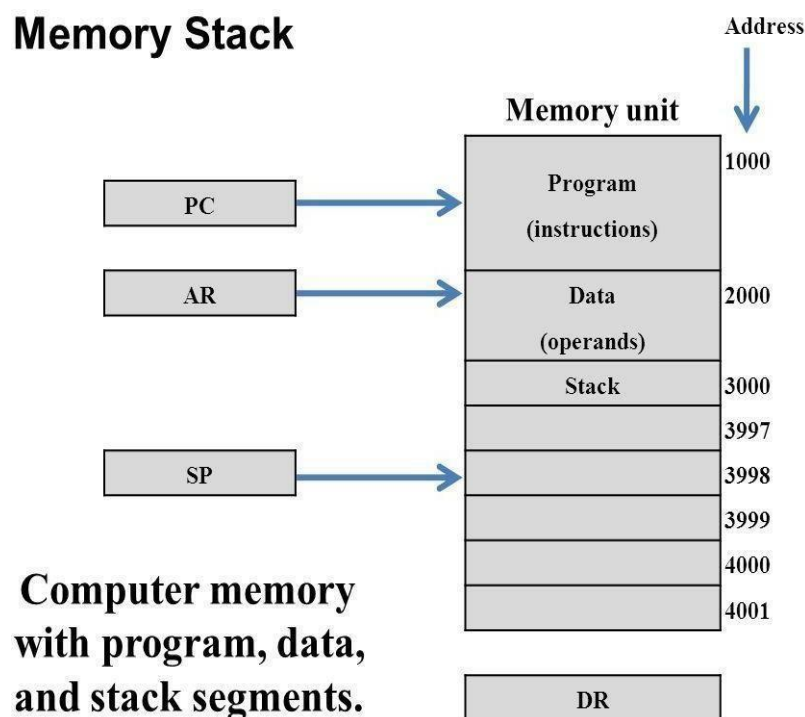 Memory Stack
Address
Memory unit
1000
Program
(instructions)
PC
AR
Data
2000
(operands)
Stack
3000
3997
SP
3998
3999
4000
4001
Computer memory
with program, data,
and stack segments.
DR